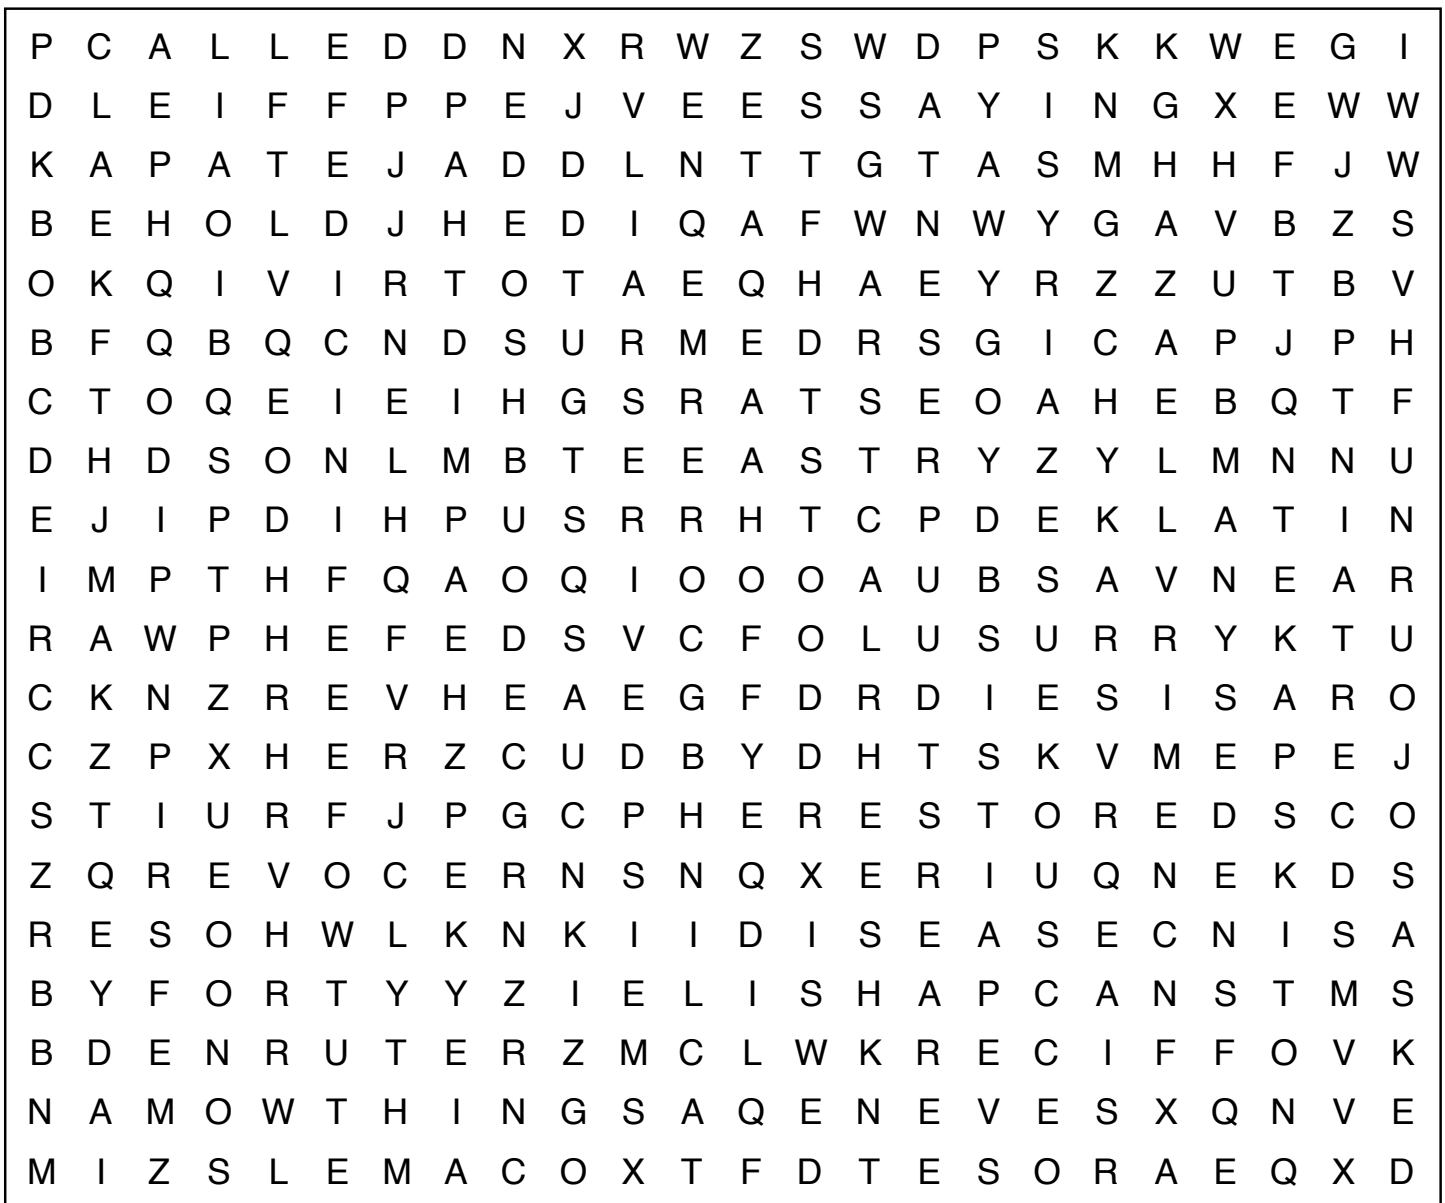 P C A L L E D D N X R W Z S W D P S K K W E G I
D L E I F F P P E J V E E S S A Y I N G X E W W
K A P A T E J A D D L N T T G T A S M H H F J W
B E H O L D J H E D I Q A F W N W Y G A V B Z S
O K Q I V I R T O T A E Q H A E Y R Z Z U T B V
B F Q B Q C N D S U R M E D R S G I C A P J P H
C T O Q E I E I H G S R A T S E O A H E B Q T F
D H D S O N L M B T E E A S T R Y Z Y L M N N U
E J I P D I H P U S R R H T C P D E K L A T I N
I M P T H F Q A O Q I O O O A U B S A V N E A R
R A W P H E F E D S V C F O L U S U R R Y K T U
C K N Z R E V H E A E G F D R D I E S I S A R O
C Z P X H E R Z C U D B Y D H T S K V M E P E J
S T I U R F J P G C P H E R E S T O R E D S C O
Z Q R E V O C E R N S N Q X E R I U Q N E K D S
R E S O H W L K N K I I D I S E A S E C N I S A
B Y F O R T Y Y Z I E L I S H A P C A N S T M S
B D E N R U T E R Z M C L W K R E C I F F O V K
N A M O W T H I N G S A Q E N E V E S X Q N V E
M I Z S L E M A C O X T F D T E S O R A E Q X D